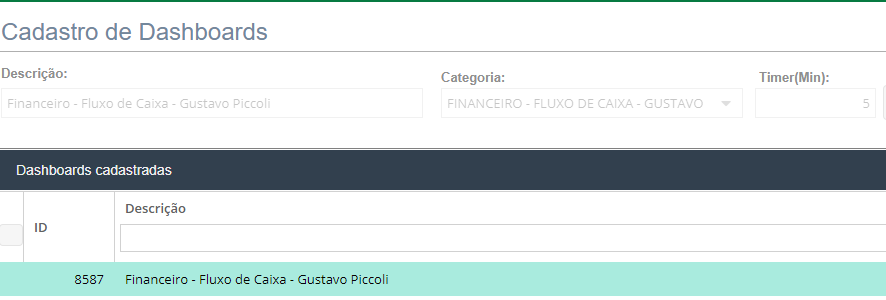 Cadastro de Dashboards
Descrição: Categoria: Timer(Min):
Financeiro - Fluxo de Caixa - Gustavo Piccoli FINANCEIRO - FLUXO DE CAIXA - GUSTAVO 5
Dashboards cadastradas
ID Descrição
8587 Financeiro - Fluxo de Caixa - Gustavo Piccoli